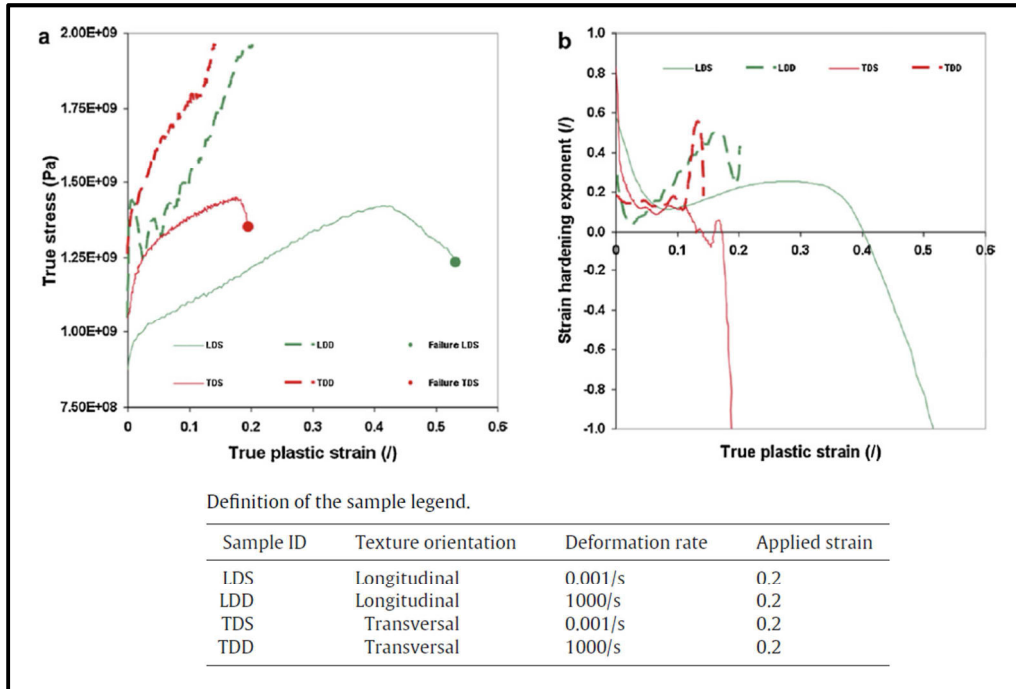 a
2.00E+09
1.75E+09
1.50E+09
1.25E+09
1.00E+09
7.50E+08
True stress (Pa)
LDS LDD Failure LDS
TDS TDD Failure TDS
0 0.1 0.2 0.3 0.4 0.5 0.6
True plastic strain (/)
b
1.0
0.8
0.6
0.4
0.2
0.0
-0.2
-0.4
-0.6
-0.8
-1.0
Strain hardening exponent (/)
LDS LDD TDS TDD
0 0.1 0.2 0.3 0.4 0.5 0.6
True plastic strain (/)
Definition of the sample legend.
Sample ID Texture orientation Deformation rate Applied strain
LDS Longitudinal 0.001/s 0.2
LDD Longitudinal 1000/s 0.2
TDS Transversal 0.001/s 0.2
TDD Transversal 1000/s 0.2